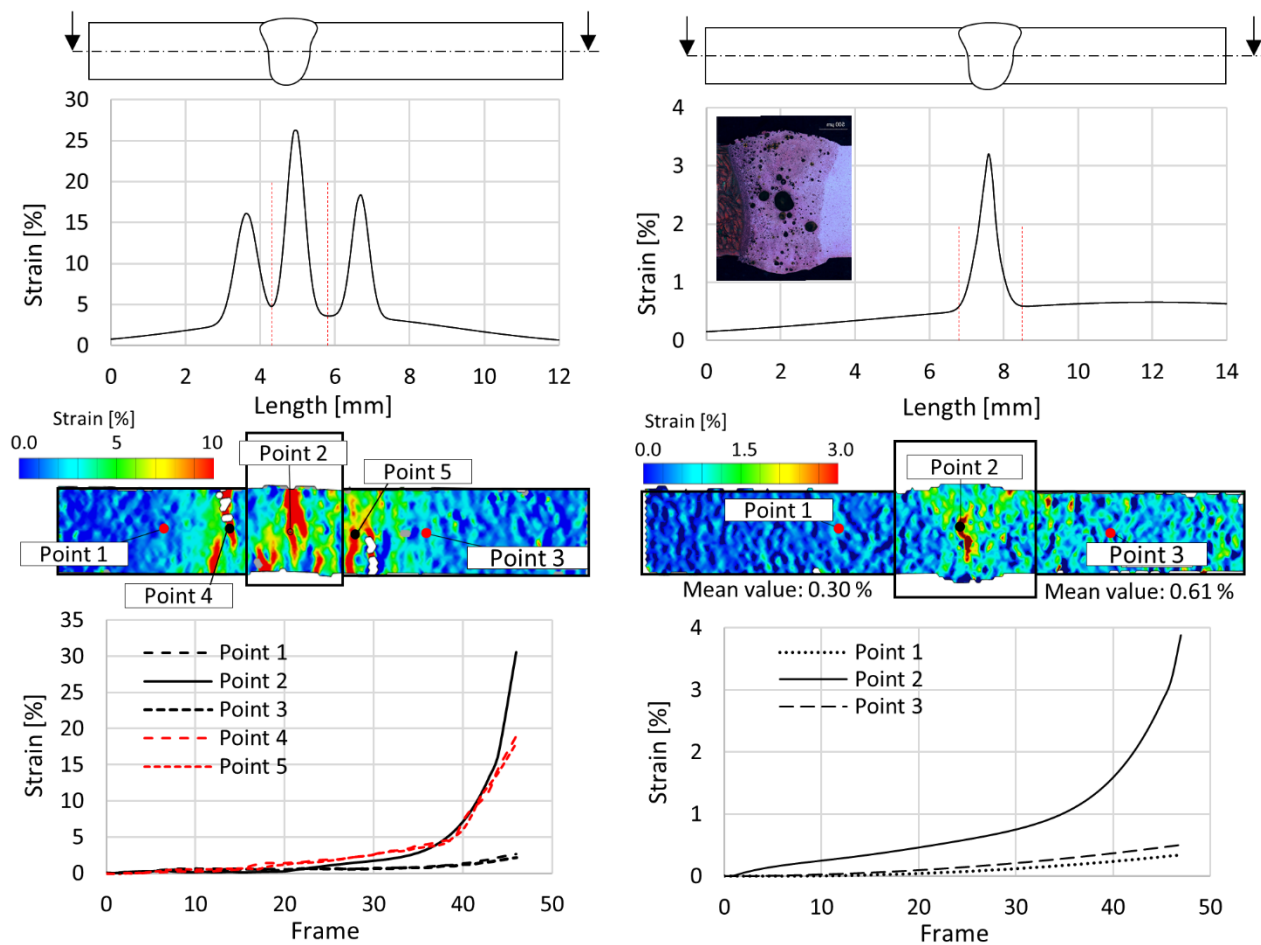 30
25
20
15
10
5
0
Strain [%]
0 2 4 6 8 10 12
Length [mm]
4
3
2
1
0
Strain [%]
0 2 4 6 8 10 12 14
Length [mm]
500 µm
Strain [%]
0.0 5 10
Point 2
Point 5
Point 1
Point 3
Point 4
Strain [%]
0.0 1.5 3.0
Point 2
Point 1
Point 3
Mean value: 0.30 %
Mean value: 0.61 %
35
30
25
20
15
10
5
0
Strain [%]
Point 1
Point 2
Point 3
Point 4
Point 5
0 10 20 30 40 50
Frame
4
3
2
1
0
Strain [%]
Point 1
Point 2
Point 3
0 10 20 30 40 50
Frame